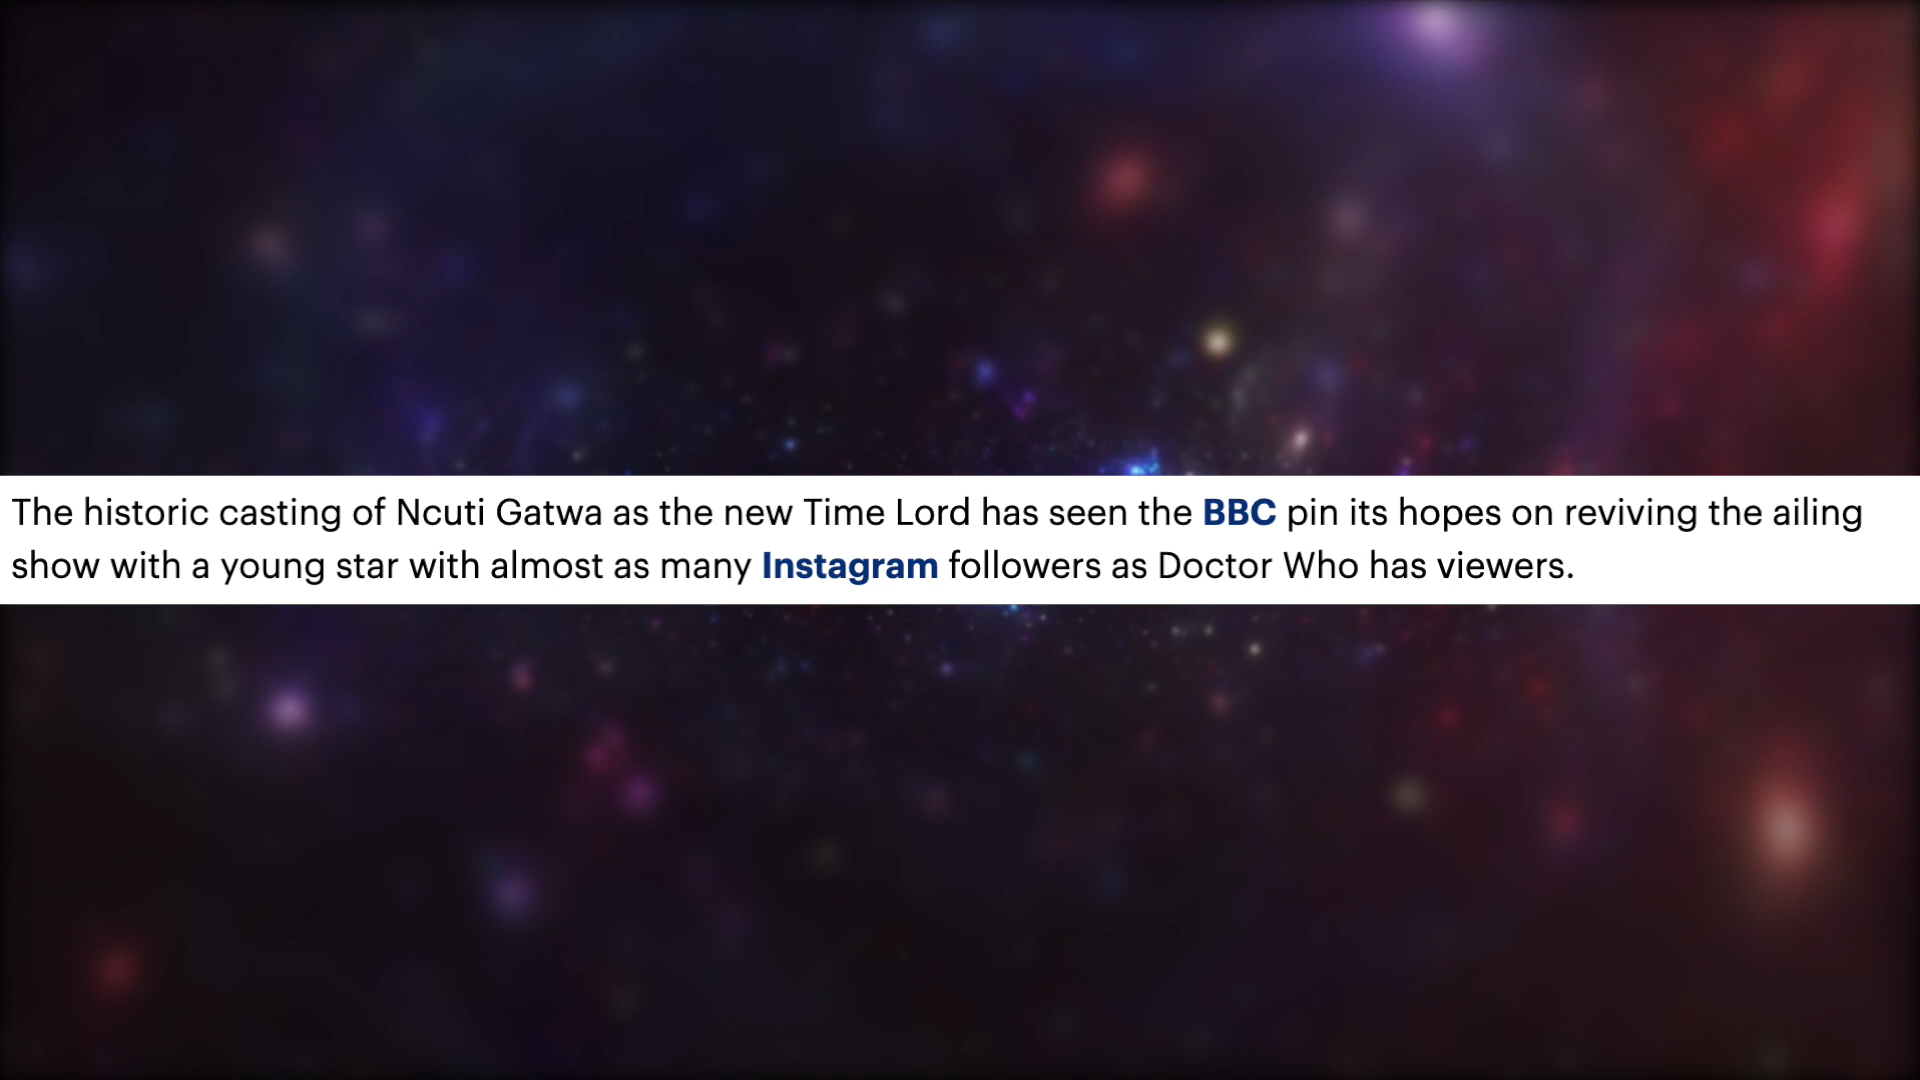 The historic casting of Ncuti Gatwa as the new Time Lord has seen the BBC pin its hopes on reviving the ailing
show with a young star with almost as many Instagram followers as Doctor Who has viewers.